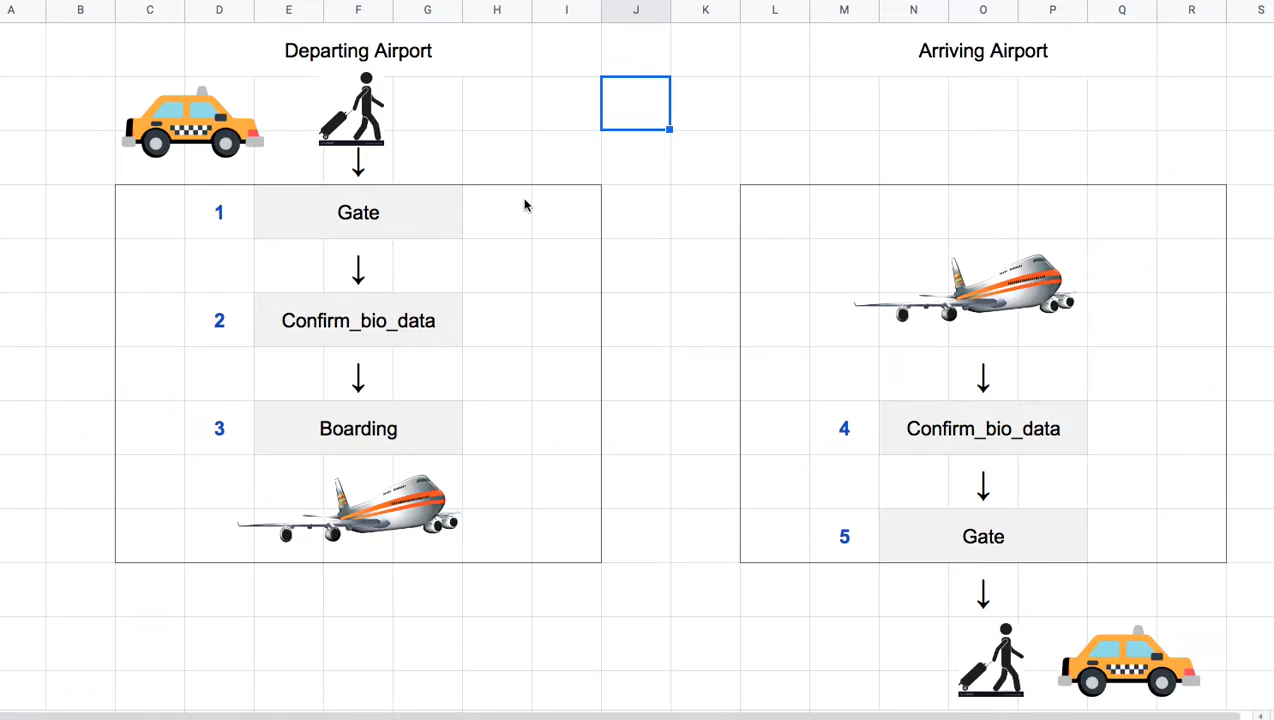 A B C D E F G H I J K L M N O P Q R S
Departing Airport
Arriving Airport
1 Gate
2 Confirm_bio_data
3 Boarding
4 Confirm_bio_data
5 Gate